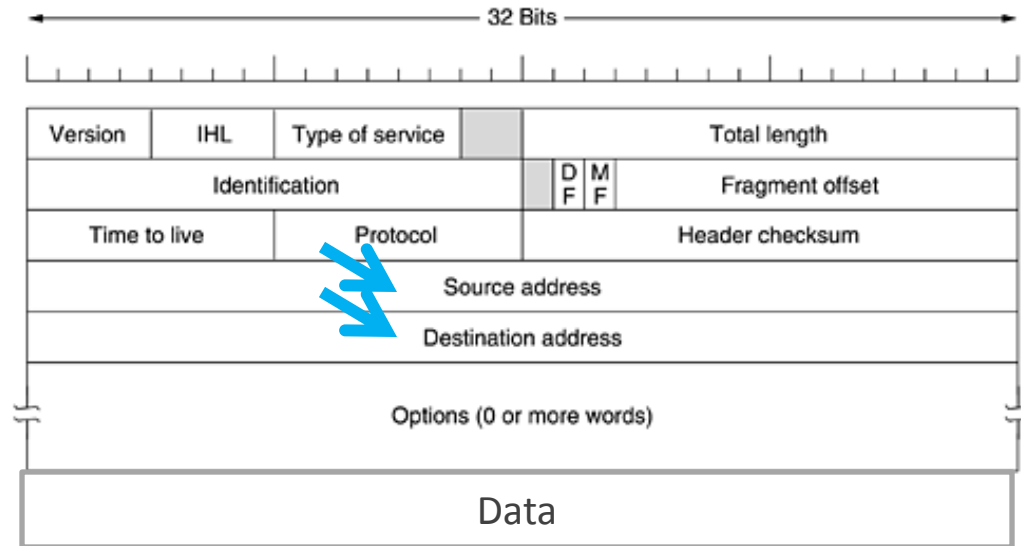 32 Bits
Version IHL Type of service Total length
Identification D F M F Fragment offset
Time to live Protocol Header checksum
Source address
Destination address
Options (0 or more words)
Data